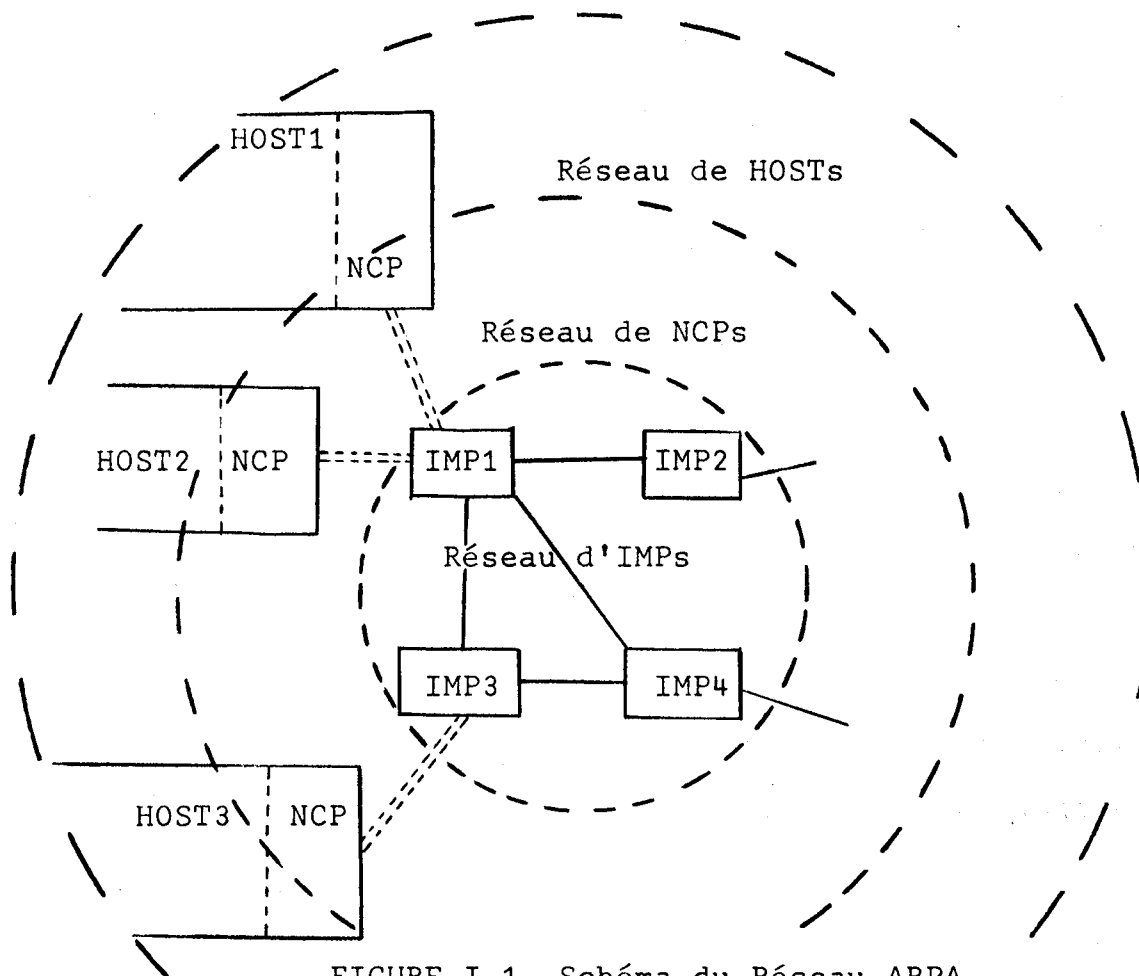 HOST1
Réseau de HOSTs
NCP
Réseau de NCPs
HOST2 NCP
IMP1
IMP2
Réseau d'IMPs
IMP3
IMP4
HOST3 NCP
FIGURE I.1 Schéma du Réseau ARPA